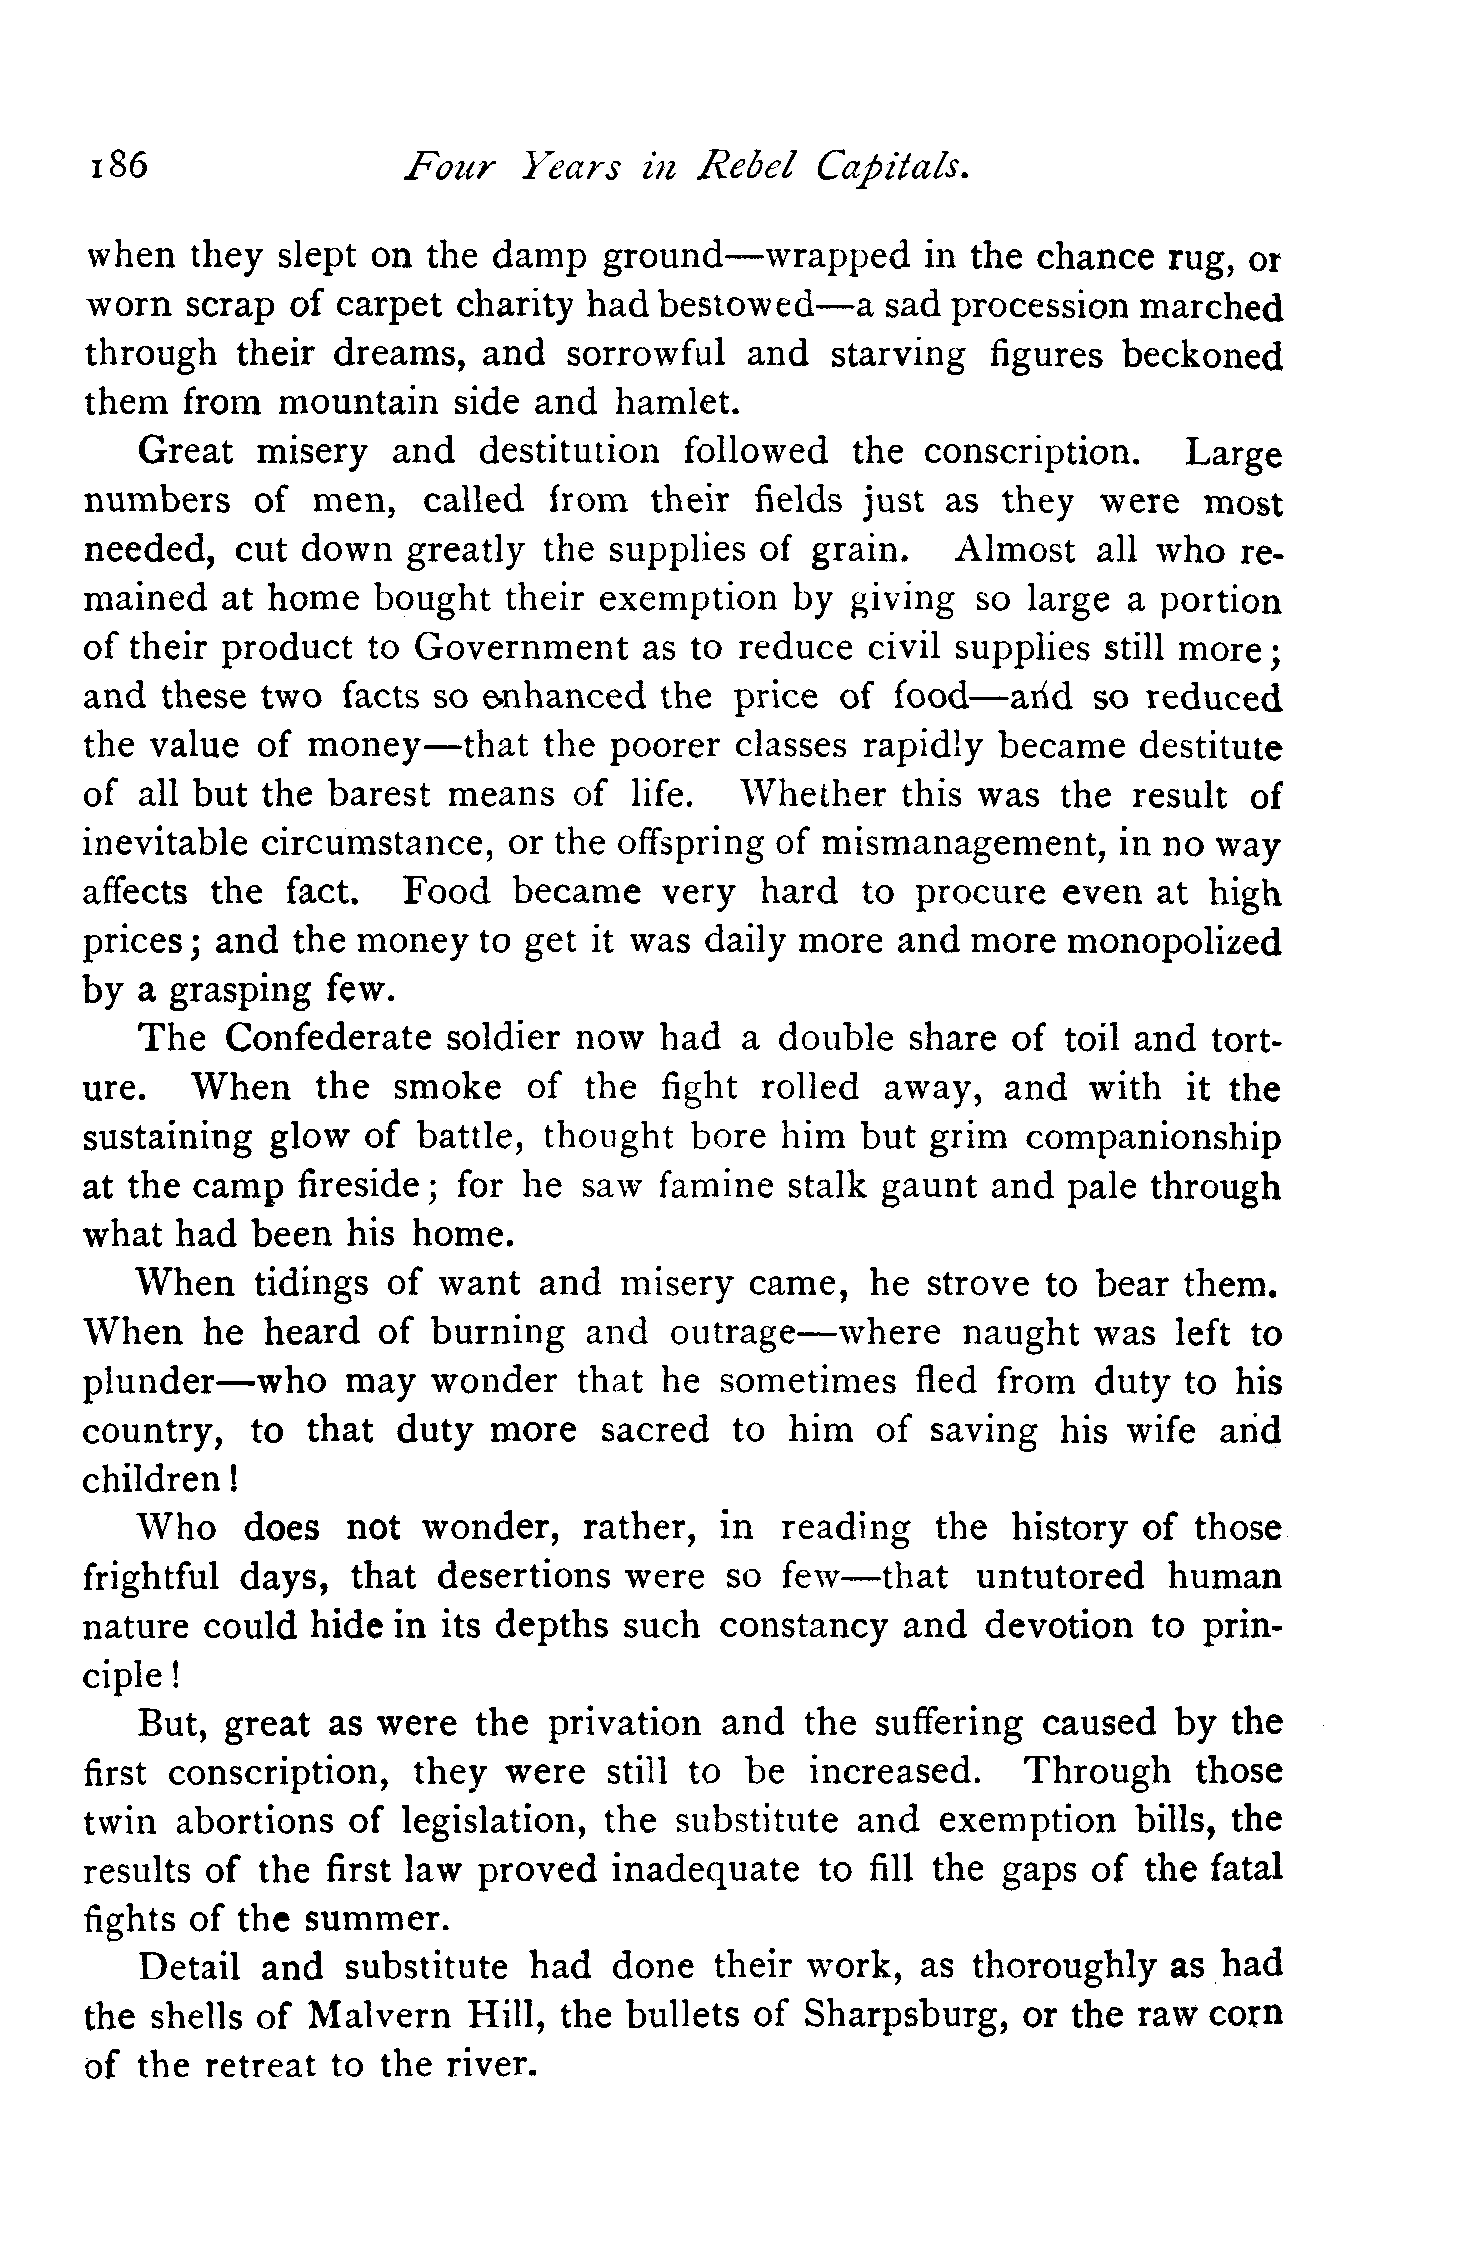 186 Four Years in Rebel Capitals.
when they slept on the damp ground—wrapped in the chance rug, or
worn scrap of carpet charity had bestowed—a sad procession marched
through their dreams, and sorrowful and starving figures beckoned
them from mountain side and hamlet.
Great misery and destitution followed the conscription. Large
numbers of men, called from their fields just as they were most
needed, cut down greatly the supplies of grain. Almost all who re-
mained at home bought their exemption by giving so large a portion
of their product to Government as to reduce civil supplies still more;
and these two facts so enhanced the price of food—and so reduced
the value of money—that the poorer classes rapidly became destitute
of all but the barest means of life. Whether this was the result of
inevitable circumstance, or the offspring of mismanagement, in no way
affects the fact. Food became very hard to procure even at high
prices; and the money to get it was daily more and more monopolized
by a grasping few.
The Confederate soldier now had a double share of toil and tort-
ure. When the smoke of the fight rolled away, and with it the
sustaining glow of battle, thought bore him but grim companionship
at the camp fireside; for he saw famine stalk gaunt and pale through
what had been his home.
When tidings of want and misery came, he strove to bear them.
When he heard of burning and outrage—where naught was left to
plunder—who may wonder that he sometimes fled from duty to his
country, to that duty more sacred to him of saving his wife and
children!
Who does not wonder, rather, in reading the history of those
frightful days, that desertions were so few—that untutored human
nature could hide in its depths such constancy and devotion to prin-
ciple!
But, great as were the privation and the suffering caused by the
first conscription, they were still to be increased. Through those
twin abortions of legislation, the substitute and exemption bills, the
results of the first law proved inadequate to fill the gaps of the fatal
fights of the summer.
Detail and substitute had done their work, as thoroughly as had
the shells of Malvern Hill, the bullets of Sharpsburg, or the raw corn
of the retreat to the river.